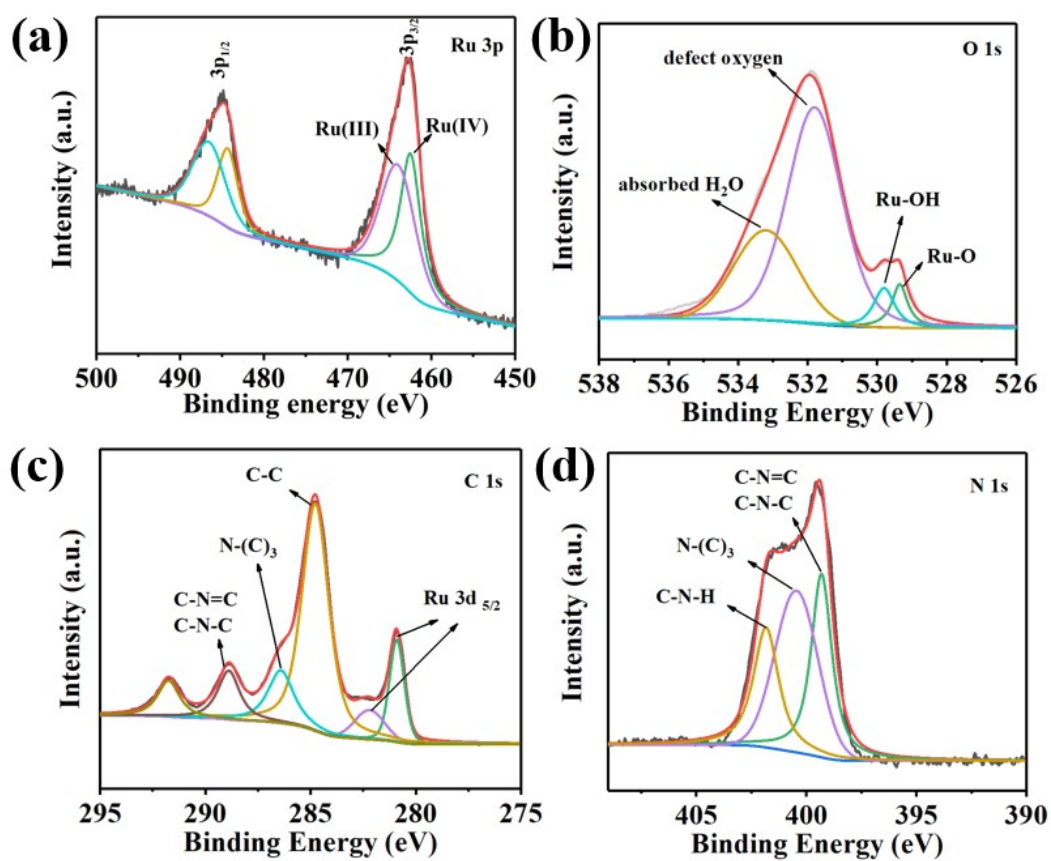 (a)
Ru 3p
3p1/2
3p3/2
Ru(III)
Ru(IV)
Intensity (a.u.)
500 490 480 470 460 450
Binding energy (eV)
(b)
O 1s
defect oxygen
absorbed H2O
Ru-OH
Ru-O
Intensity (a.u.)
538 536 534 532 530 528 526
Binding Energy (eV)
(c)
C 1s
C-C
N-(C)3
C-N=C
C-N-C
Ru 3d 5/2
Intensity (a.u.)
295 290 285 280 275
Binding Energy (eV)
(d)
N 1s
C-N=C
C-N-C
N-(C)3
C-N-H
Intensity (a.u.)
405 400 395 390
Binding Energy (eV)